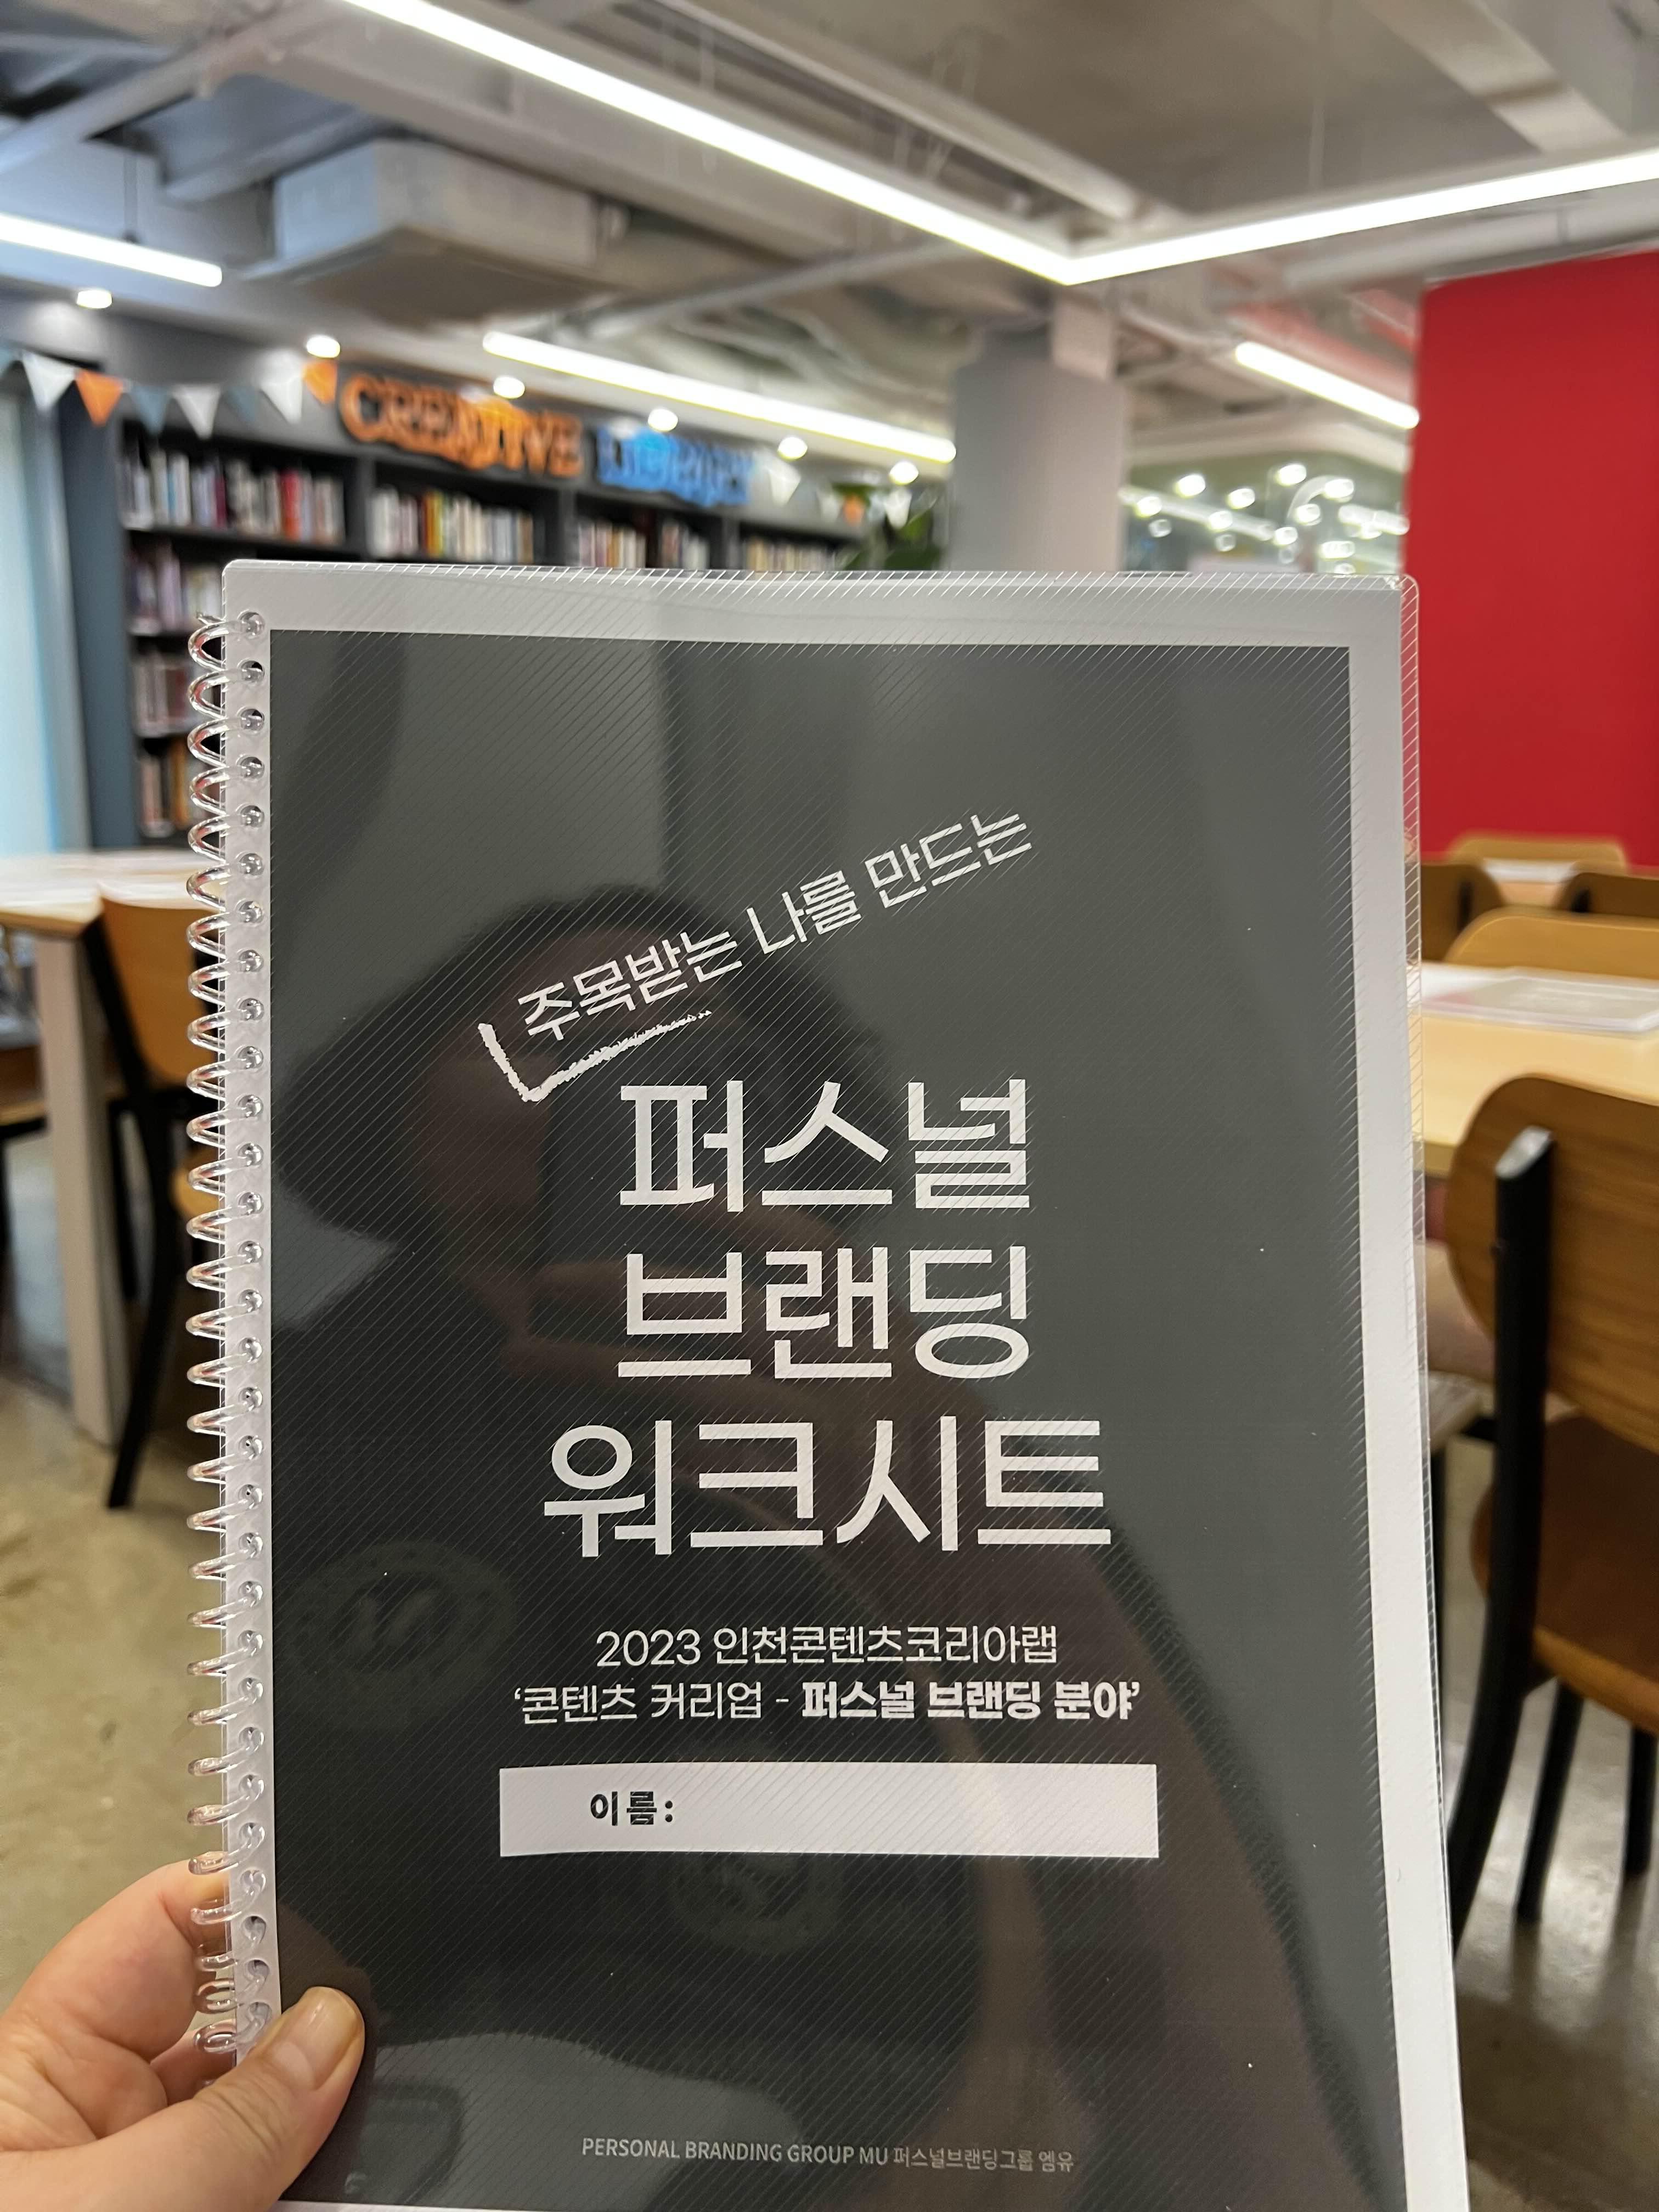 CREATIVE LIBRARY
주목받는 나를 만드는
퍼스널
브랜딩
워크시트
2023 인천콘텐츠코리아랩
‘콘텐츠 커리업 - 퍼스널 브랜딩 분야’
이름:
PERSONAL BRANDING GROUP MU 퍼스널브랜딩그룹 엠유